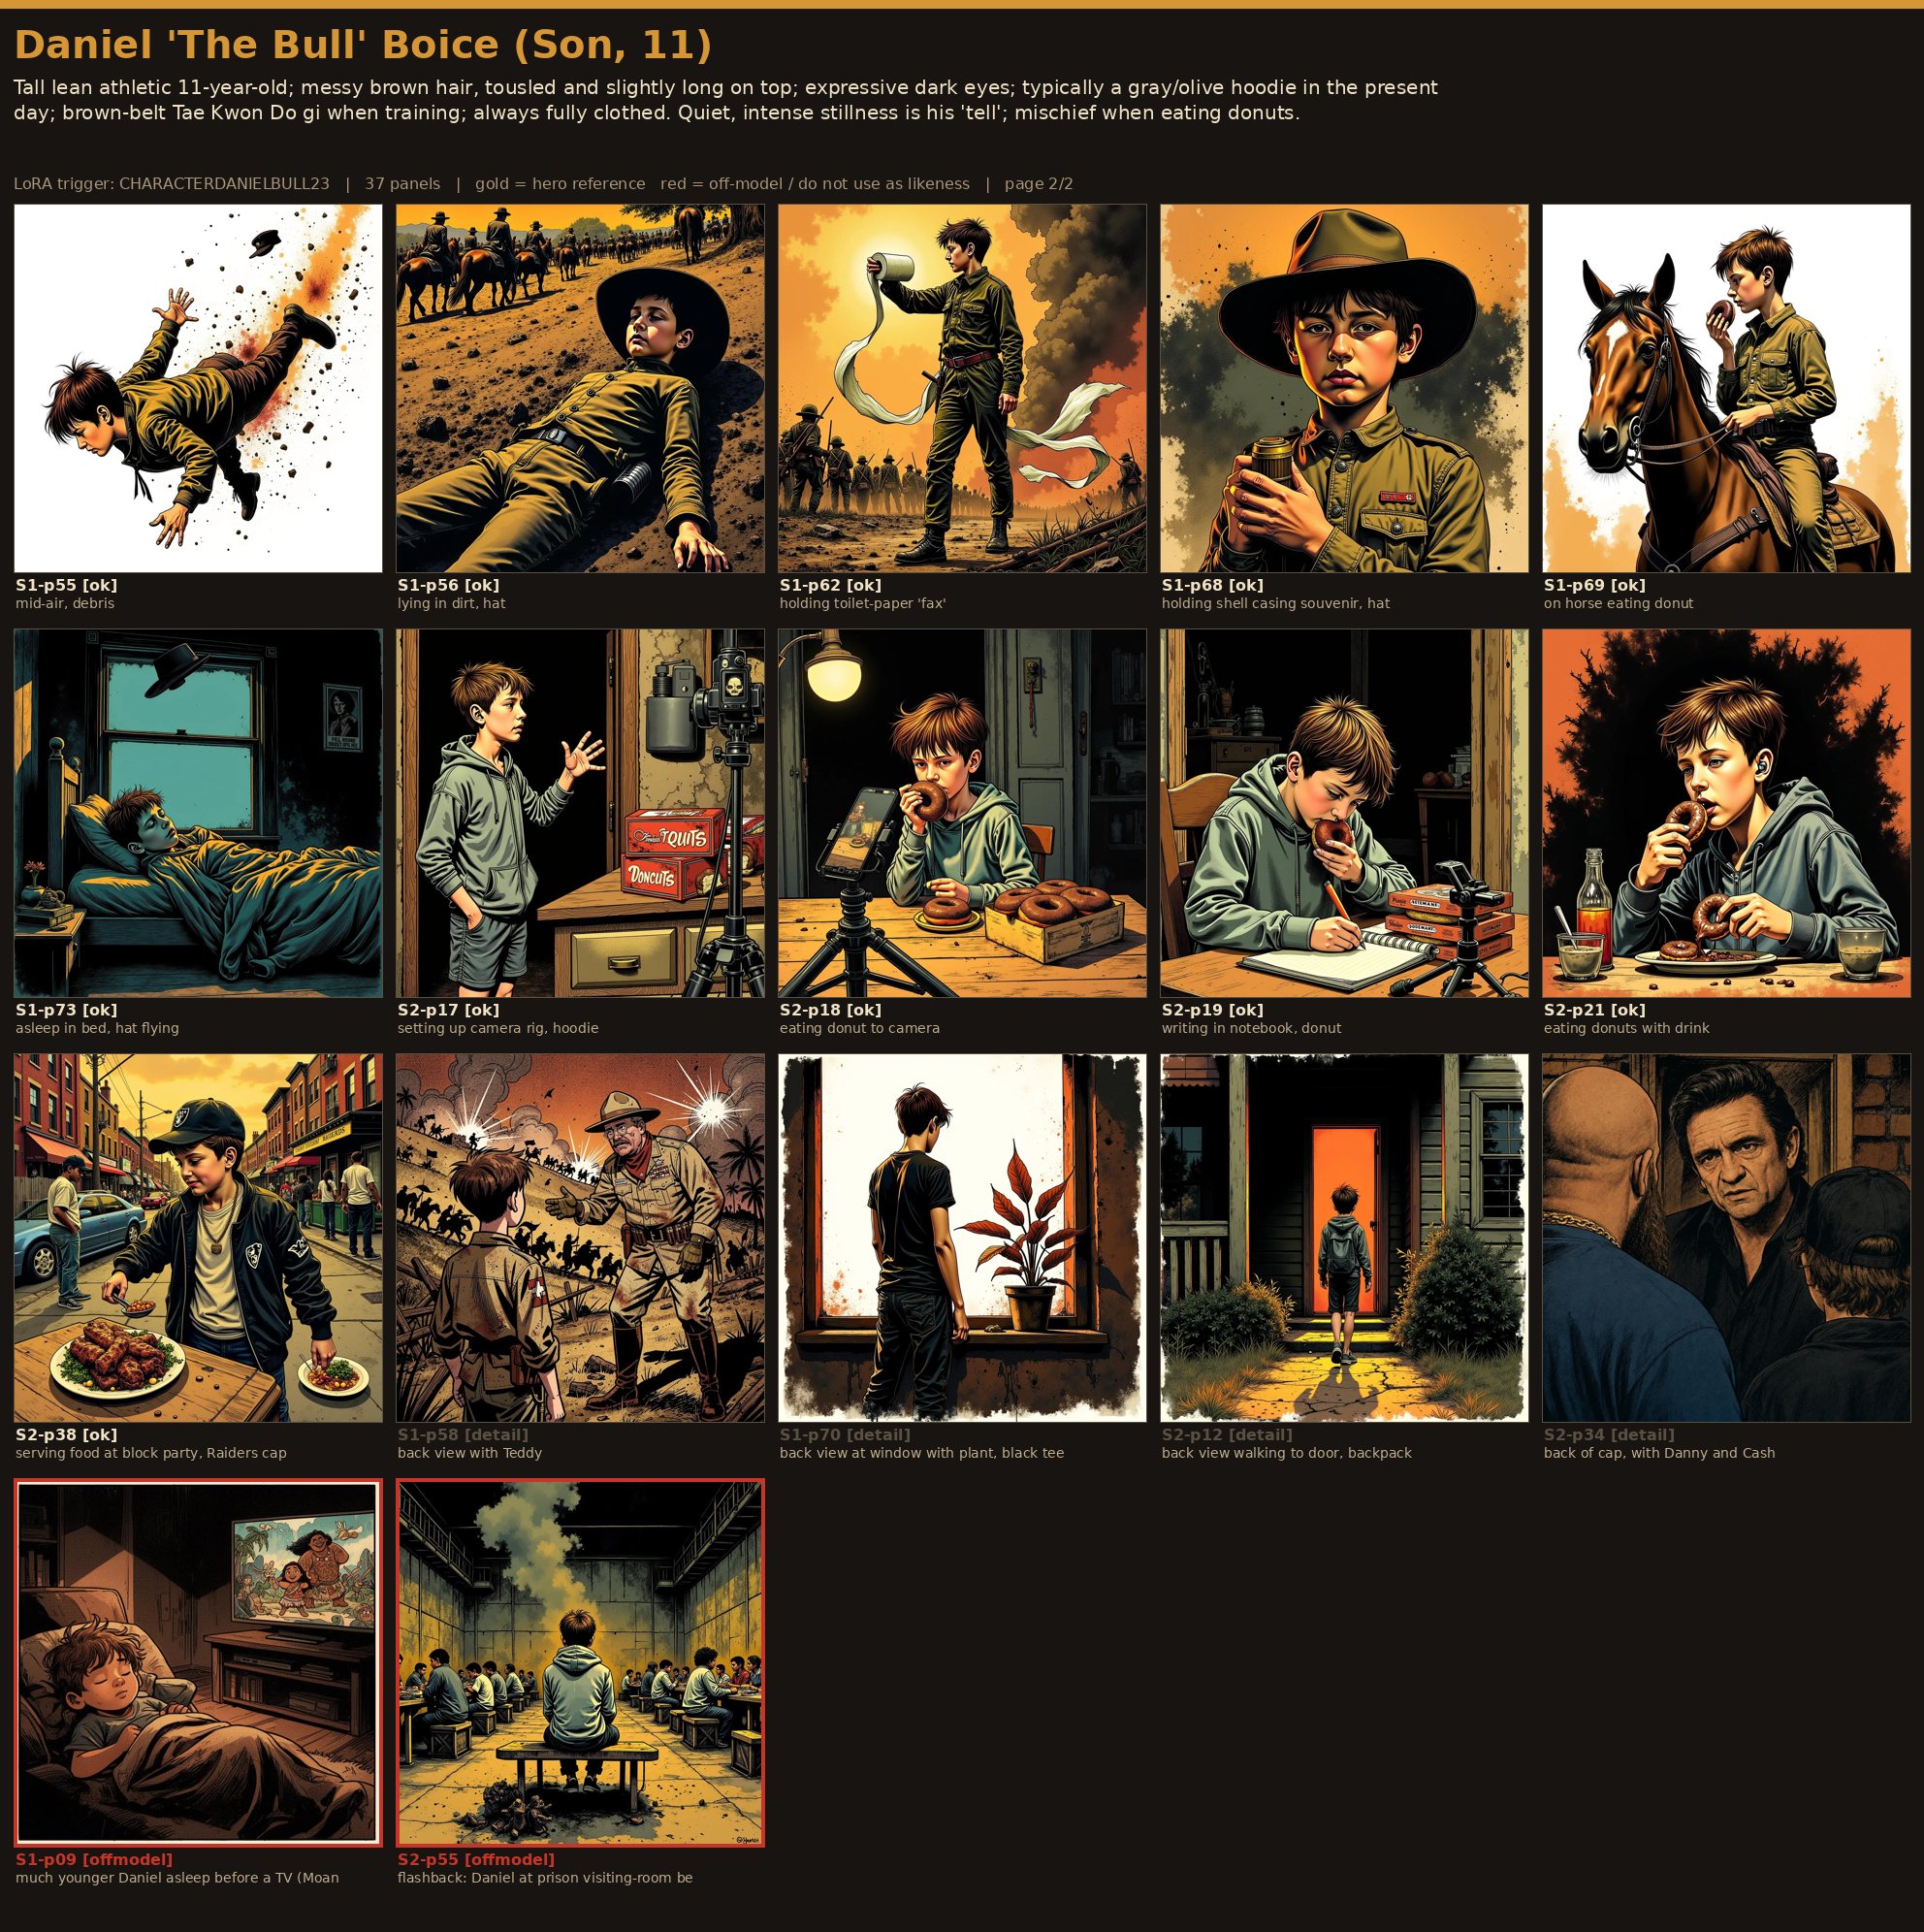 Daniel 'The Bull' Boice (Son, 11)
Tall lean athletic 11-year-old; messy brown hair, tousled and slightly long on top; expressive dark eyes; typically a gray/olive hoodie in the present
day; brown-belt Tae Kwon Do gi when training; always fully clothed. Quiet, intense stillness is his 'tell'; mischief when eating donuts.
LoRA trigger: CHARACTERDANIELBULL23 | 37 panels | gold = hero reference red = off-model / do not use as likeness | page 2/2
S1-p55 [ok]
mid-air, debris
S1-p56 [ok]
lying in dirt, hat
S1-p62 [ok]
holding toilet-paper 'fax'
S1-p68 [ok]
holding shell casing souvenir, hat
S1-p69 [ok]
on horse eating donut
TQUITS
DONCUTS
S1-p73 [ok]
asleep in bed, hat flying
S2-p17 [ok]
setting up camera rig, hoodie
S2-p18 [ok]
eating donut to camera
S2-p19 [ok]
writing in notebook, donut
S2-p21 [ok]
eating donuts with drink
S2-p38 [ok]
serving food at block party, Raiders cap
S1-p58 [detail]
back view with Teddy
S1-p70 [detail]
back view at window with plant, black tee
S2-p12 [detail]
back view walking to door, backpack
S2-p34 [detail]
back of cap, with Danny and Cash
S1-p09 [offmodel]
much younger Daniel asleep before a TV (Moan
S2-p55 [offmodel]
flashback: Daniel at prison visiting-room be